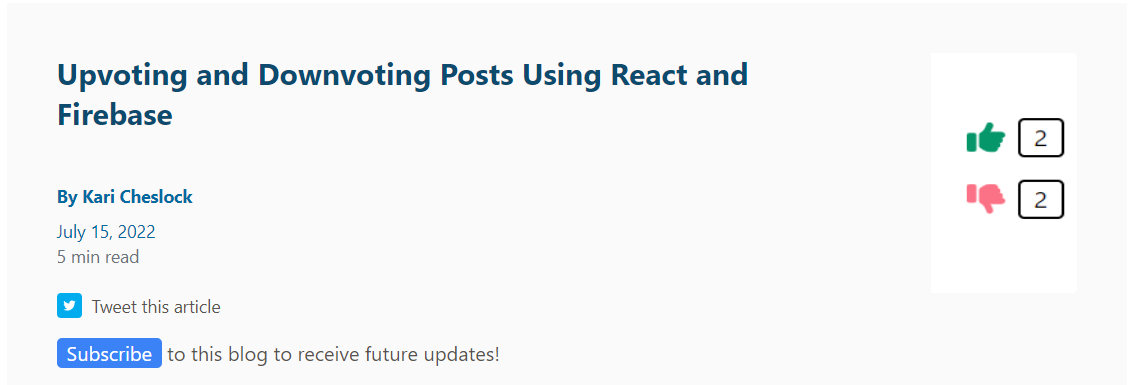 Upvoting and Downvoting Posts Using React and
Firebase
By Kari Cheslock
July 15, 2022
5 min read
Tweet this article
Subscribe to this blog to receive future updates!
2
2